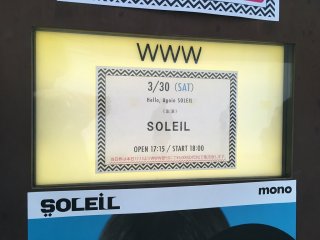 WWW
3/30 (SAT)
Hello, Again SOLEIL
SOLEIL
OPEN 17:15 / START 18:00
SOLEIL
mono